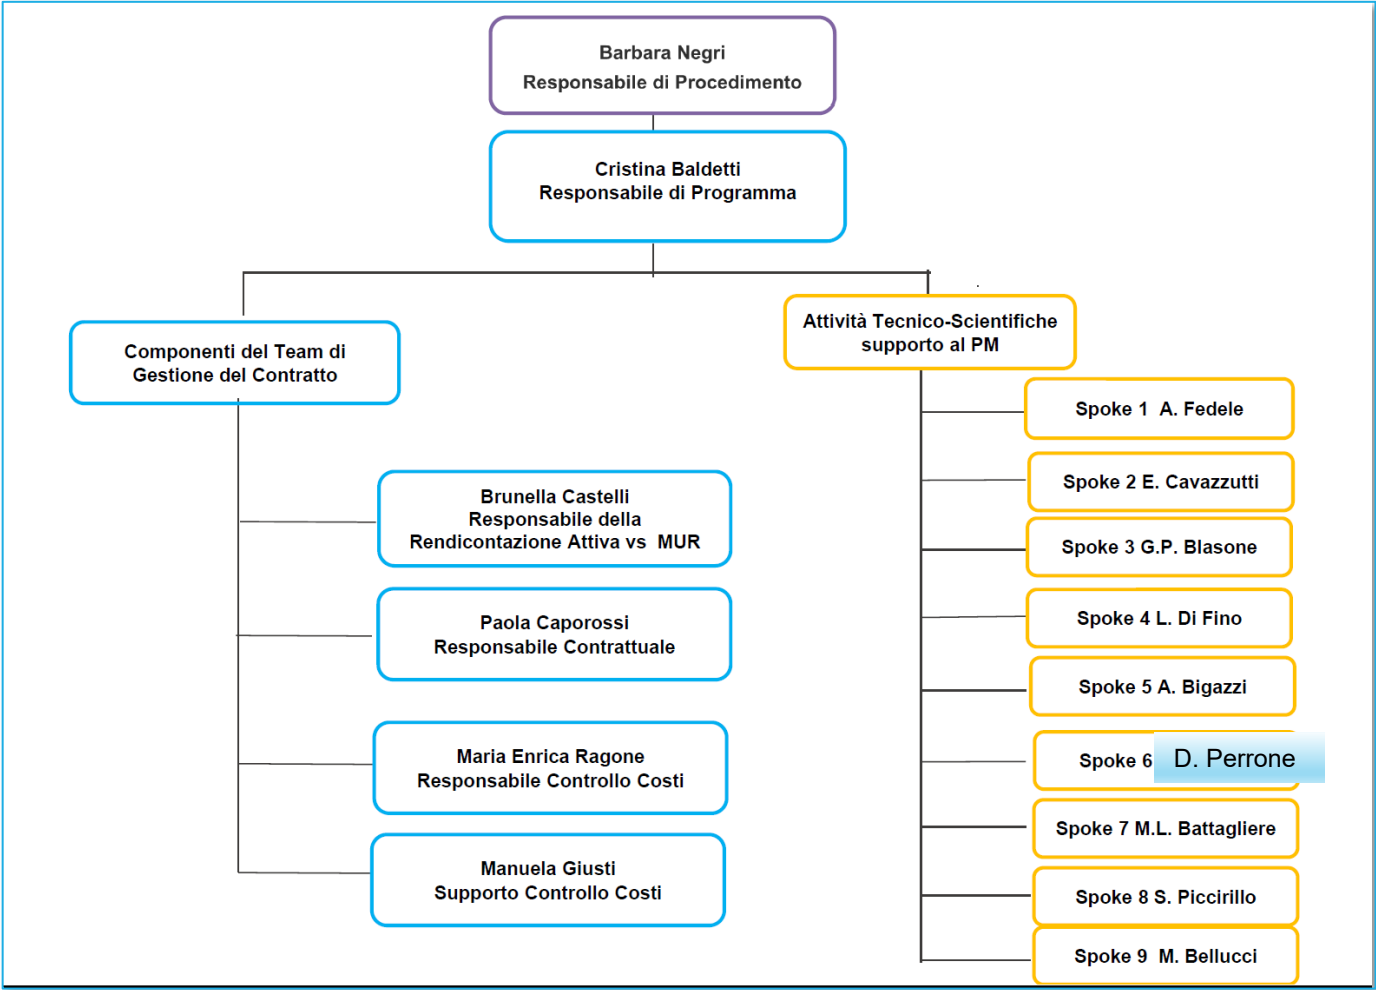 Barbara Negri
Responsabile di Procedimento
Cristina Baldetti
Responsabile di Programma
Componenti del Team di
Gestione del Contratto
Brunella Castelli
Responsabile della
Rendicontazione Attiva vs  MUR
Paola Caporossi
Responsabile Contrattuale
Maria Enrica Ragone
Responsabile Controllo Costi
Manuela Giusti
Supporto Controllo Costi
Attività Tecnico-Scientifiche
supporto al PM
Spoke 1  A. Fedele
Spoke 2 E. Cavazzutti
Spoke 3 G.P. Blasone
Spoke 4 L. Di Fino
Spoke 5 A. Bigazzi
Spoke 6 D. Perrone
Spoke 7 M.L. Battagliere
Spoke 8 S. Piccirillo
Spoke 9  M. Bellucci